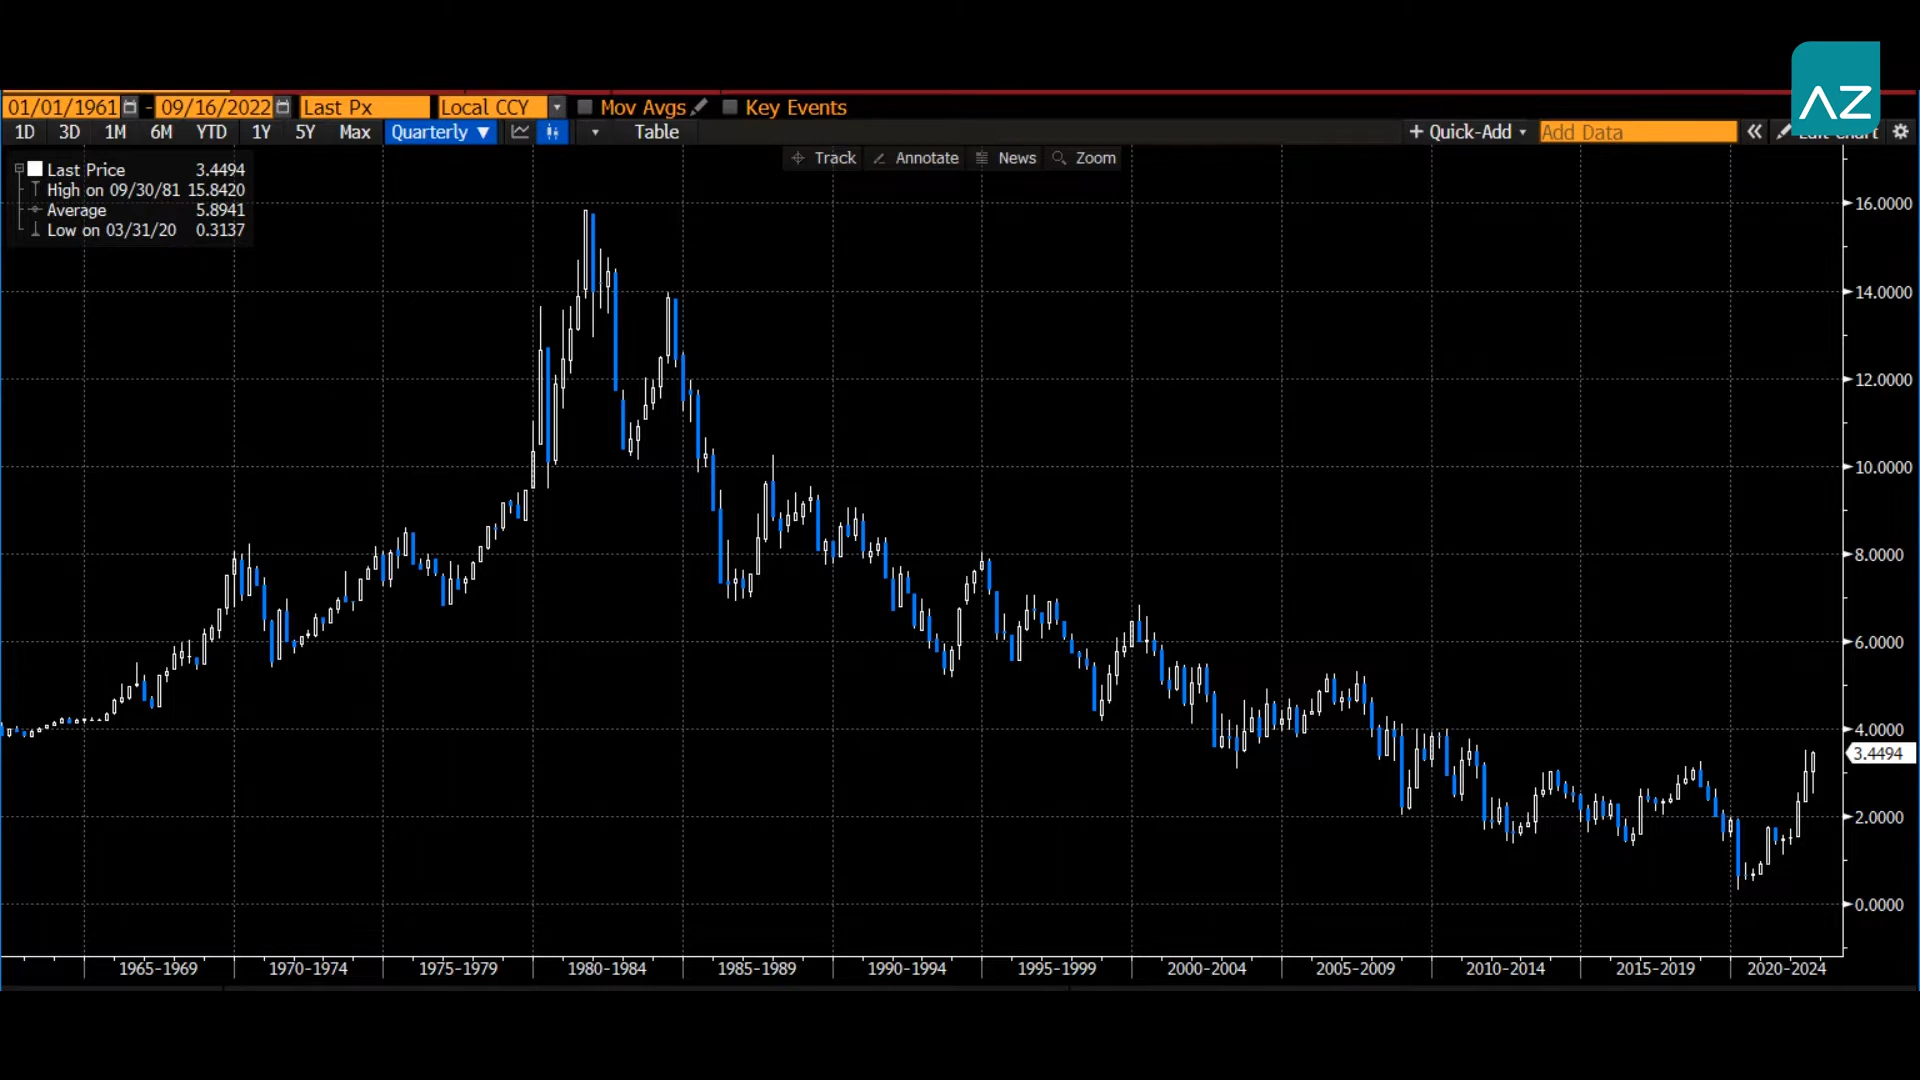 AZ
01/01/1961 - 09/16/2022 Last Px Local CCY Mov Avgs Key Events
1D 3D 1M 6M YTD 1Y 5Y Max Quarterly ▼ Table + Quick-Add Add Data « Edit Chart
Track Annotate News Zoom
Last Price 3.4494
High on 09/30/81 15.8420
Average 5.8941
Low on 03/31/20 0.3137
16.0000
14.0000
12.0000
10.0000
8.0000
6.0000
4.0000
3.4494
2.0000
0.0000
1965-1969 1970-1974 1975-1979 1980-1984 1985-1989 1990-1994 1995-1999 2000-2004 2005-2009 2010-2014 2015-2019 2020-2024